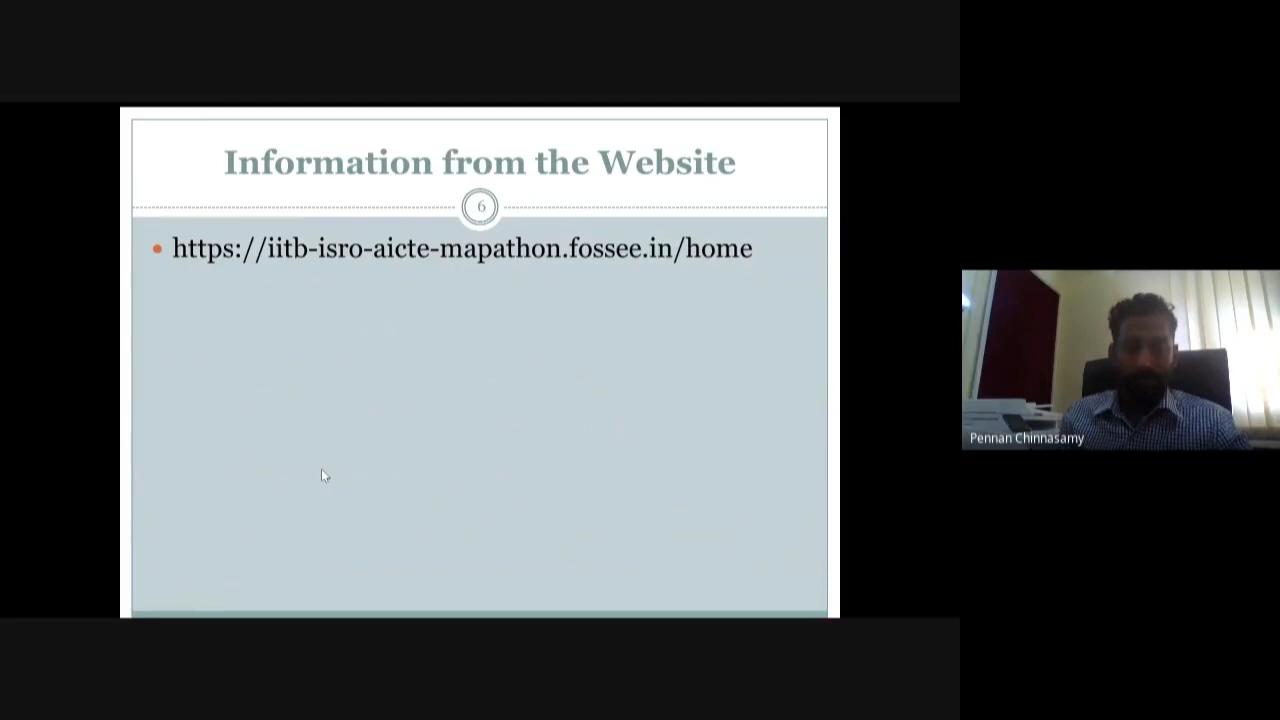 Information from the Website
6
https://iitb-isro-aicte-mapathon.fossee.in/home
Pennan Chinnasamy